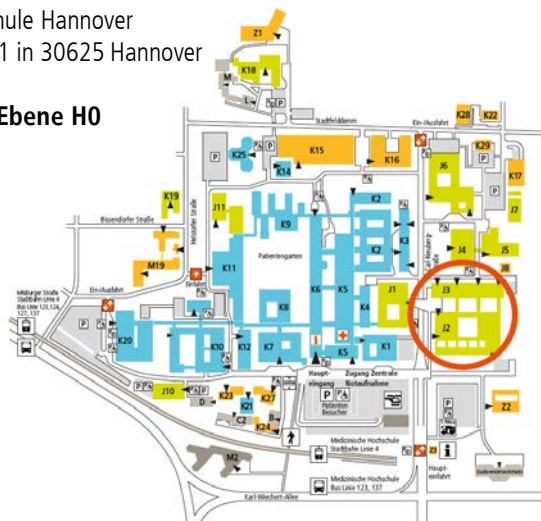 hule Hannover
1 in 30625 Hannover
Ebene H0
Z1
K18
M
L
P
Stadtfelddamm
Ein-/Ausfahrt
K28
K22
K25
K14
K15
K16
K29
J6
K17
J7
K19
J11
K9
K2
K2
K3
Bissendorfer Straße
Patientengarten
J4
J5
J8
M19
K11
K8
K6
K5
K4
J1
J3
J2
Carl-Neuberg-Straße
Ein-/Ausfahrt
Einfahrt
Misburger Straße
Stadtbahn Linie 4
Bus Linie 123, 124,
127, 137
K20
K10
K12
K7
K5
K1
Haupt-
eingang
Zugang Zentrale
Notaufnahme
J10
D
K23
K21
K27
C2
B
K24
P
Patienten
Besucher
Z2
M2
Medizinische Hochschule
Stadtbahn Linie 4
Z3
Haupt-
einfahrt
Medizinische Hochschule
Bus Linie 123, 137
Karl-Wiechert-Allee